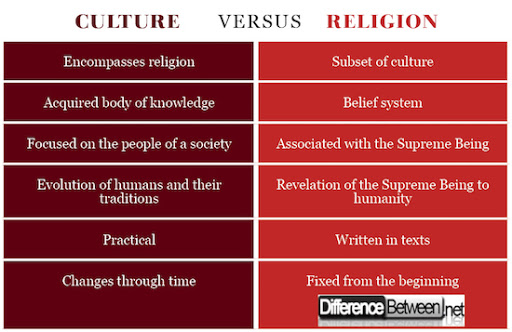 CULTURE VERSUS RELIGION
Encompasses religion
Subset of culture
Acquired body of knowledge
Belief system
Focused on the people of a society
Associated with the Supreme Being
Evolution of humans and their
traditions
Revelation of the Supreme Being to
humanity
Practical
Written in texts
Changes through time
Fixed from the beginning
DifferenceBetween.net